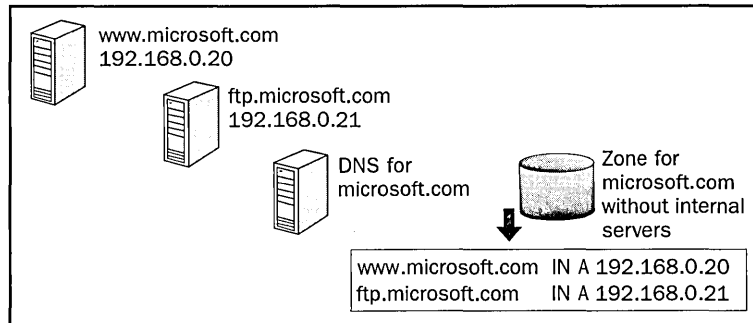 www.microsoft.com
192.168.0.20
ftp.microsoft.com
192.168.0.21
DNS for
microsoft.com
Zone for
microsoft.com
without internal
servers
www.microsoft.com IN A 192.168.0.20
ftp.microsoft.com IN A 192.168.0.21